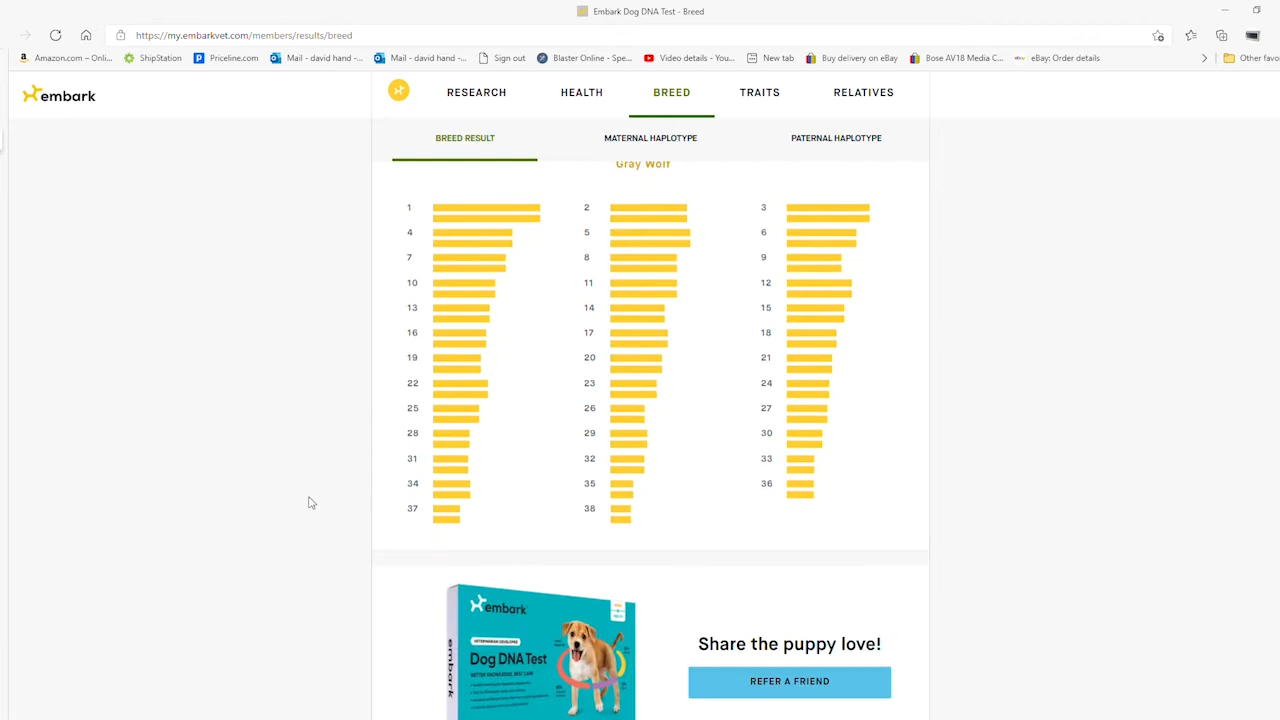 Embark Dog DNA Test - Breed
https://my.embarkvet.com/members/results/breed
Amazon.com – Onli... ShipStation Priceline.com Mail - david hand -... Mail - david hand -... Sign out Blaster Online - Spe... Video details - You... New tab Buy delivery on eBay Bose AV18 Media C... eBay: Order details Other favo
embark RESEARCH HEALTH BREED TRAITS RELATIVES
BREED RESULT MATERNAL HAPLOTYPE PATERNAL HAPLOTYPE
Gray Wolf
1 2 3
4 5 6
7 8 9
10 11 12
13 14 15
16 17 18
19 20 21
22 23 24
25 26 27
28 29 30
31 32 33
34 35 36
37 38
embark
VETERINARIAN DEVELOPED
Dog DNA Test
embark
Share the puppy love!
REFER A FRIEND